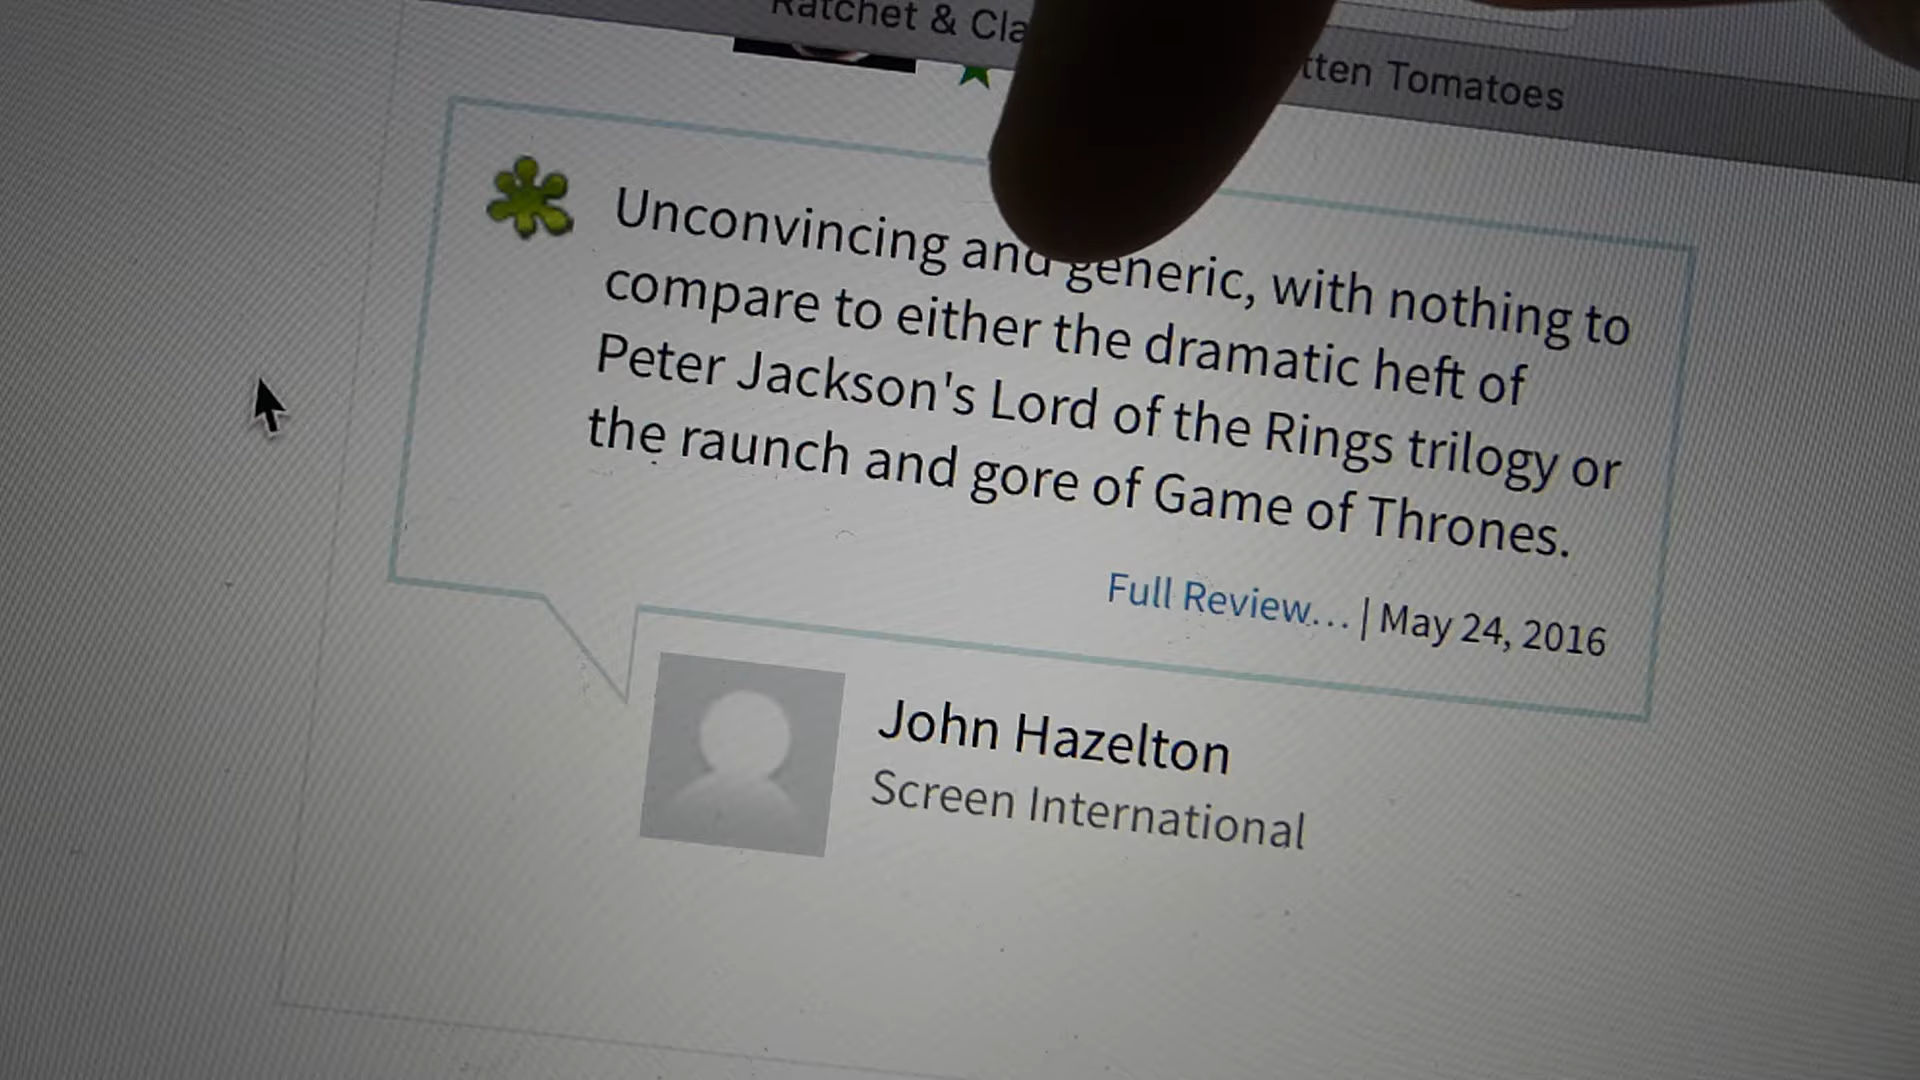 Ratchet & Cla
tten Tomatoes
Unconvincing and generic, with nothing to
compare to either the dramatic heft of
Peter Jackson's Lord of the Rings trilogy or
the raunch and gore of Game of Thrones.
Full Review... | May 24, 2016
John Hazelton
Screen International